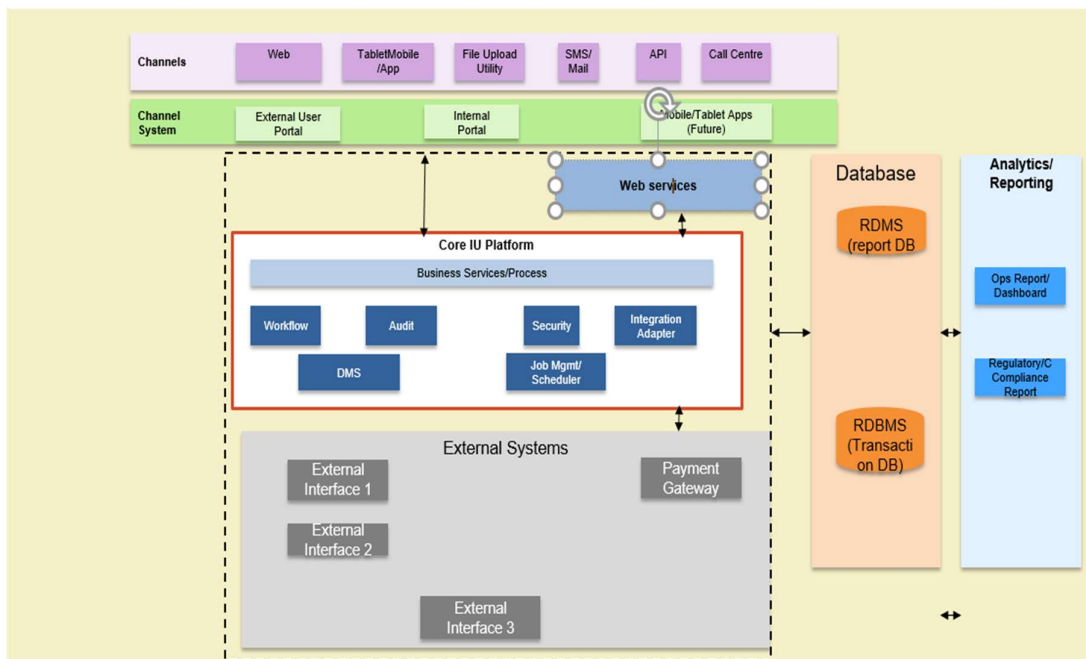 Channels
Web
TabletMobile
/App
File Upload
Utility
SMS/
Mail
API
Call Centre
Channel
System
External User
Portal
Internal
Portal
Mobile/Tablet Apps
(Future)
Web services
Core IU Platform
Business Services/Process
Workflow
Audit
Security
Integration
Adapter
DMS
Job Mgmt/
Scheduler
External Systems
External
Interface 1
Payment
Gateway
External
Interface 2
External
Interface 3
Database
RDMS
(report DB
RDBMS
(Transacti
on DB)
Analytics/
Reporting
Ops Report/
Dashboard
Regulatory/C
Compliance
Report